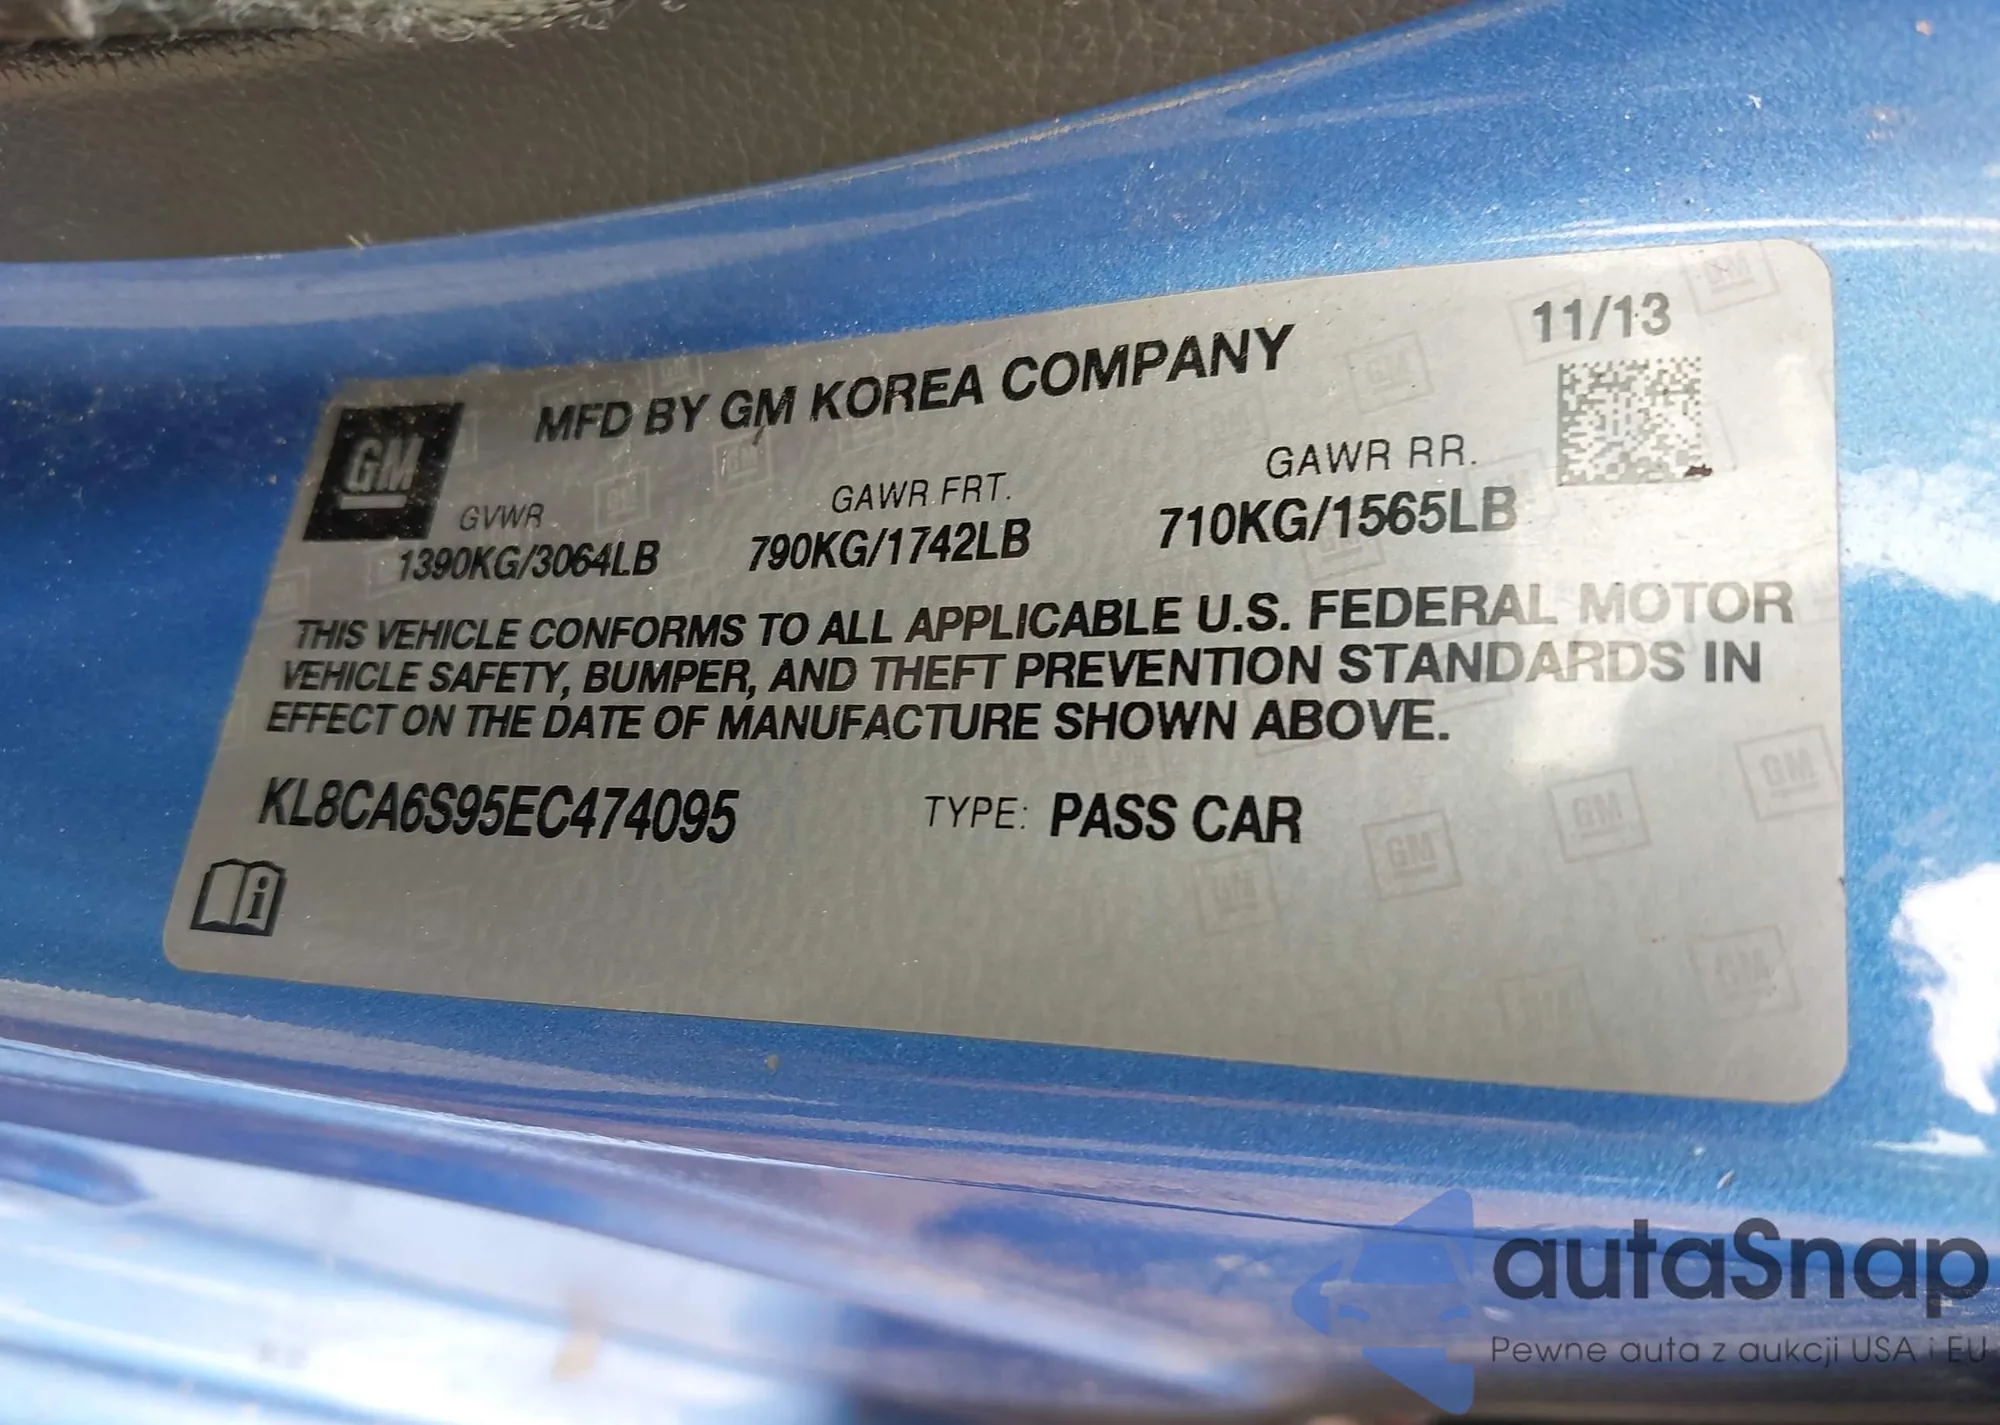 11/13
MFD BY GM KOREA COMPANY
GM
GVWR GAWR FRT. GAWR RR.
1390KG/3064LB 790KG/1742LB 710KG/1565LB
THIS VEHICLE CONFORMS TO ALL APPLICABLE U.S. FEDERAL MOTOR
VEHICLE SAFETY, BUMPER, AND THEFT PREVENTION STANDARDS IN
EFFECT ON THE DATE OF MANUFACTURE SHOWN ABOVE.
KL8CA6S95EC474095 TYPE: PASS CAR
autaSnap
Pewne auta z aukcji USA i EU